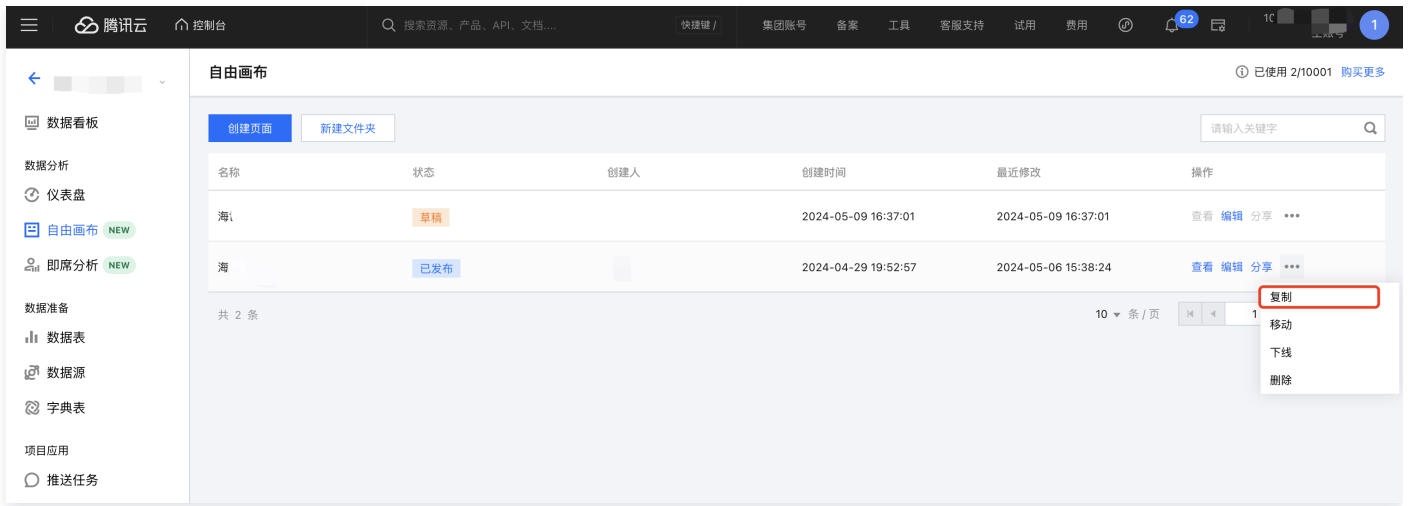 腾讯云 控制台 搜索资源、产品、API、文档.... 快捷键 / 集团账号 备案 工具 客服支持 试用 费用 62 1
自由画布 已使用 2/10001 购买更多
数据看板
创建页面 新建文件夹 请输入关键字
数据分析
名称 状态 创建人 创建时间 最近修改 操作
仪表盘
海 草稿 2024-05-09 16:37:01 2024-05-09 16:37:01 查看 编辑 分享 •••
自由画布 NEW
即席分析 NEW
海 已发布 2024-04-29 19:52:57 2024-05-06 15:38:24 查看 编辑 分享 •••
复制
数据准备
共 2 条 10 条 / 页 1
移动
数据表
下线
数据源
删除
字典表
项目应用
推送任务